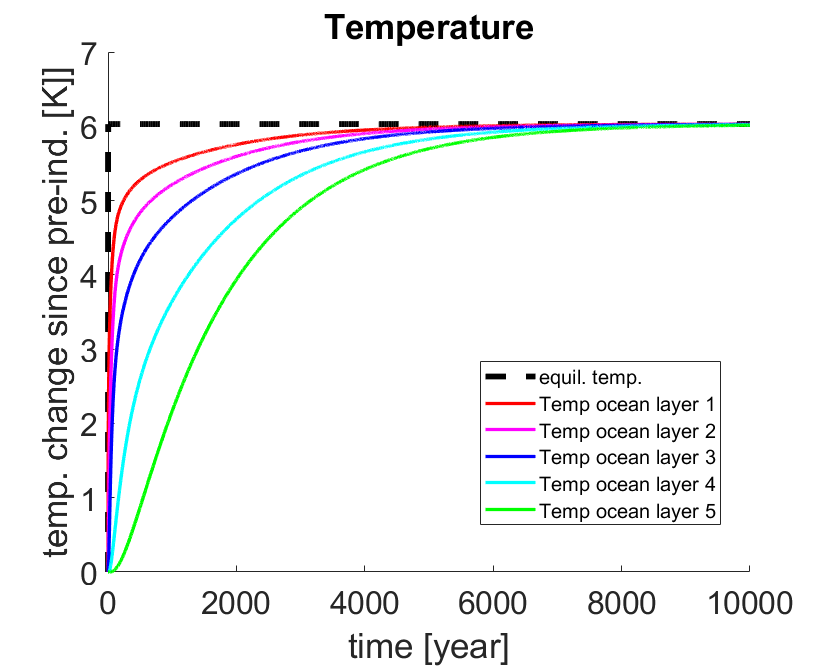 Temperature
temp. change since pre-ind. [K]]
7
6
5
4
3
2
1
0
0 2000 4000 6000 8000 10000
time [year]
equil. temp.
Temp ocean layer 1
Temp ocean layer 2
Temp ocean layer 3
Temp ocean layer 4
Temp ocean layer 5